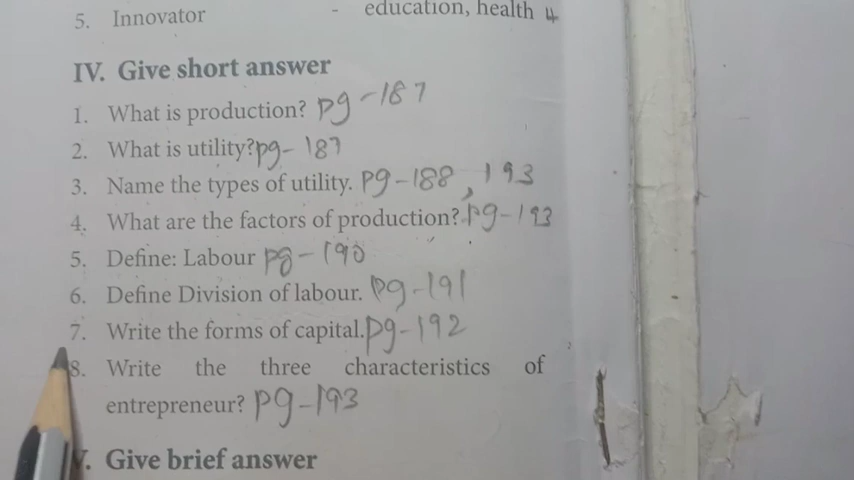 5. Innovator - education, health 4
IV. Give short answer
1. What is production? pg-187
2. What is utility? pg-187
3. Name the types of utility. pg-188, 193
4. What are the factors of production? pg-193
5. Define: Labour pg-190
6. Define Division of labour. pg-191
7. Write the forms of capital. pg-192
8. Write the three characteristics of
entrepreneur? pg-193
V. Give brief answer